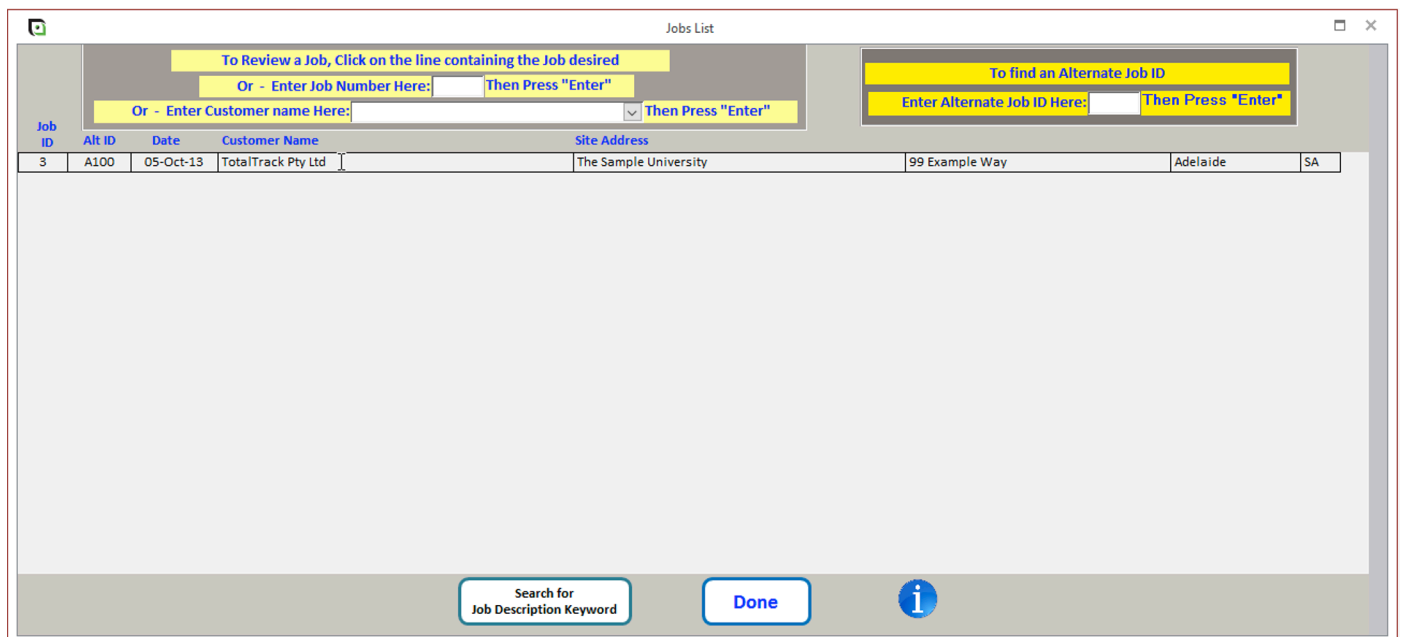 Jobs List
To Review a Job, Click on the line containing the Job desired
Or - Enter Job Number Here: Then Press "Enter"
Or - Enter Customer name Here: Then Press "Enter"
To find an Alternate Job ID
Enter Alternate Job ID Here: Then Press "Enter"
Job
ID Alt ID Date Customer Name Site Address
3 A100 05-Oct-13 TotalTrack Pty Ltd The Sample University 99 Example Way Adelaide SA
Search for
Job Description Keyword
Done
i